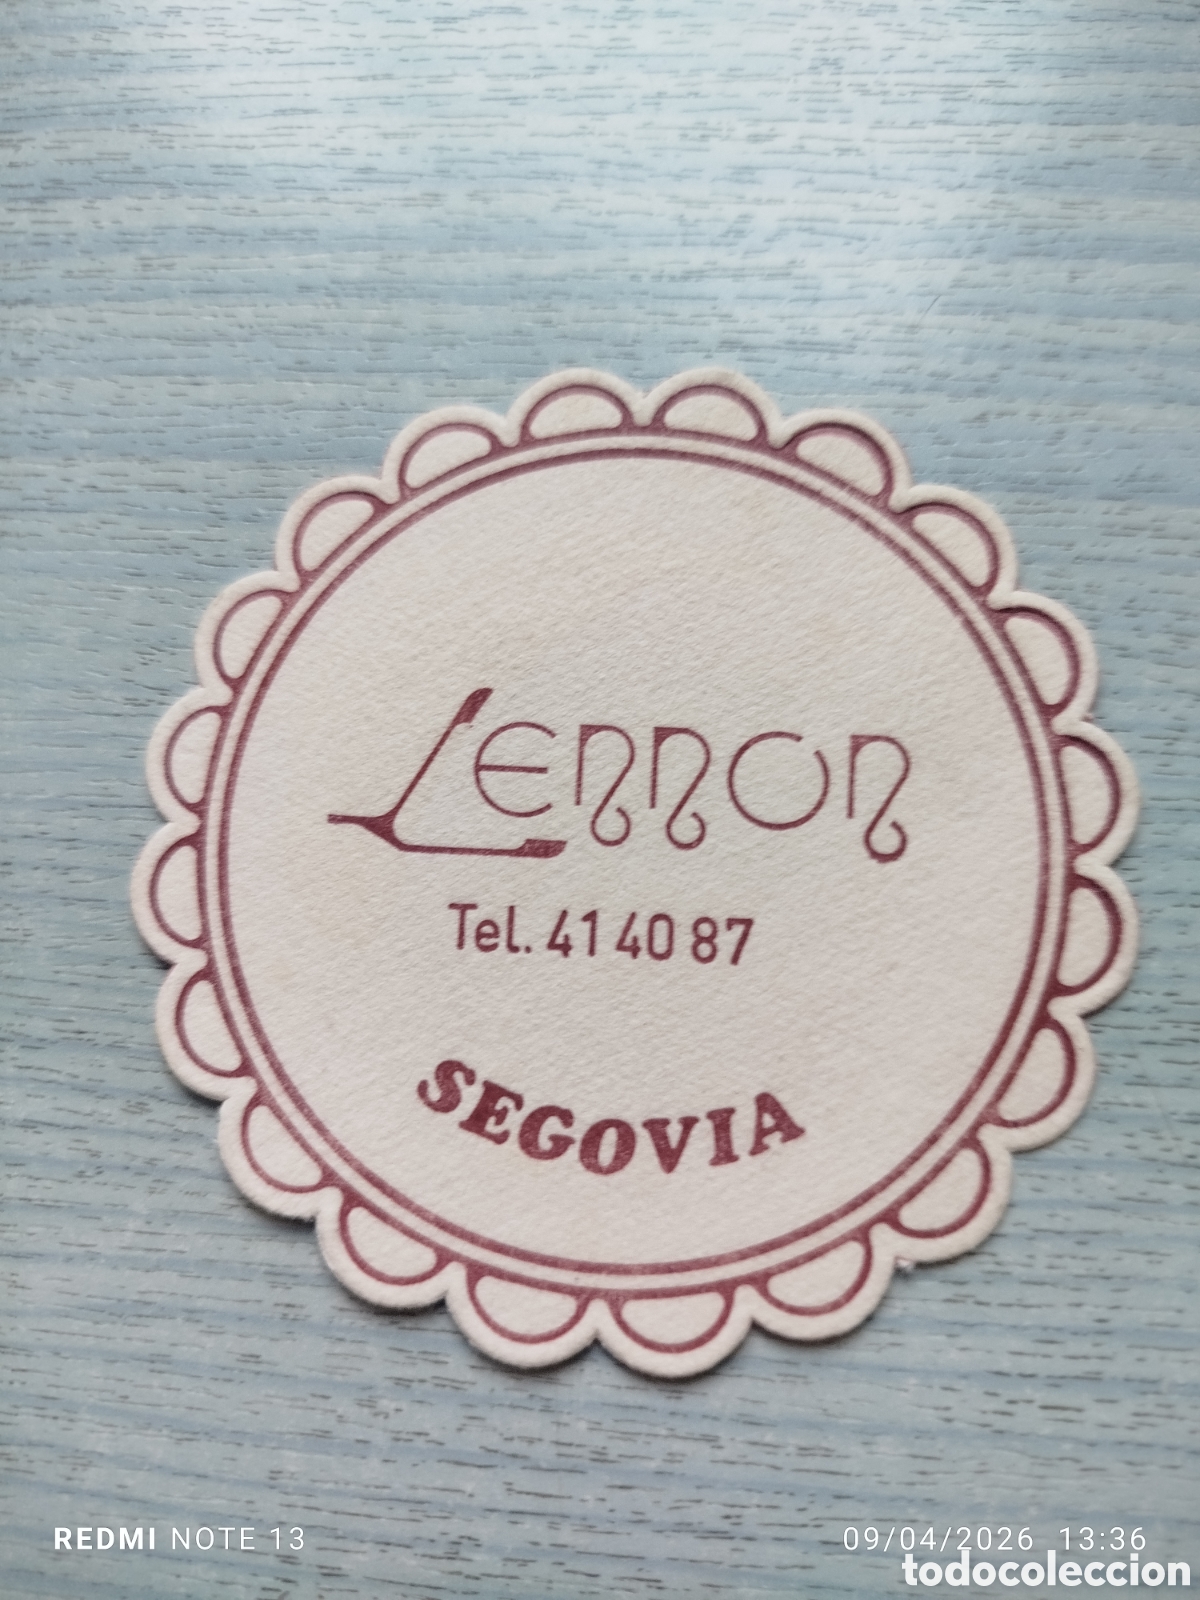 Lennon
Tel. 41 40 87
SEGOVIA
REDMI NOTE 13
09/04/2026 13:36
todocoleccion